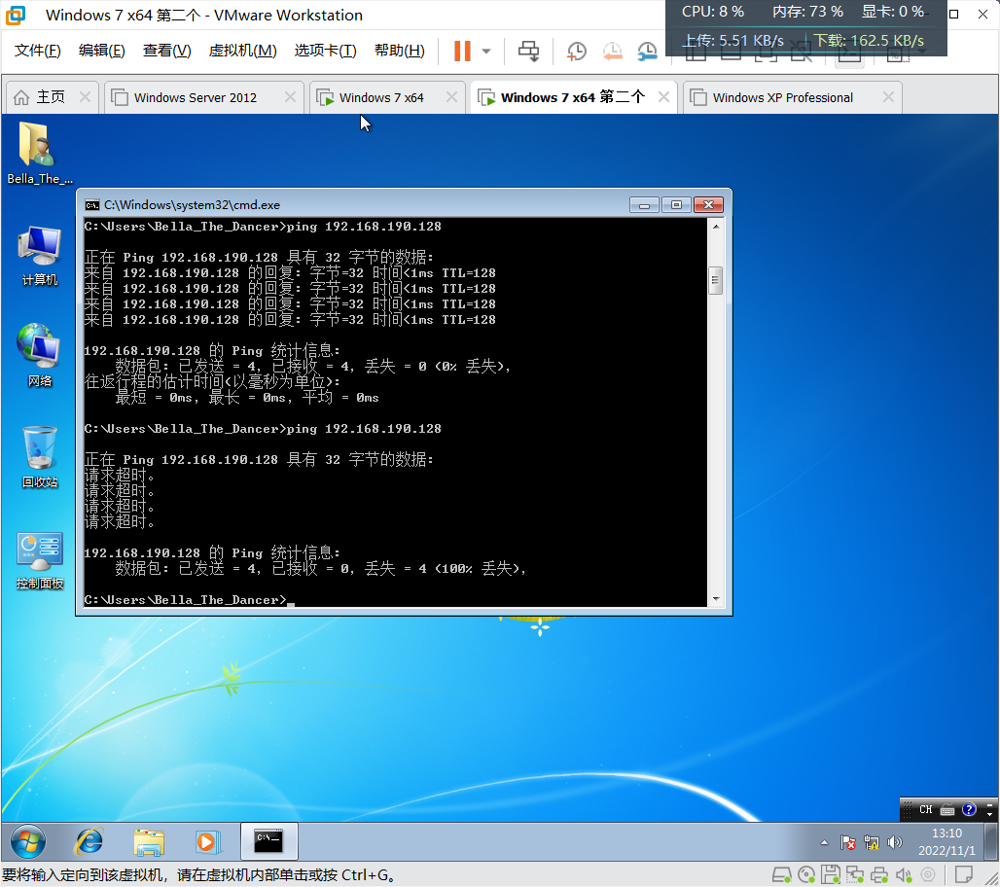 Windows 7 x64 第二个 - VMware Workstation
CPU: 8 % 内存: 73 % 显卡: 0 %
上传: 5.51 KB/s 下载: 162.5 KB/s
文件(F) 编辑(E) 查看(V) 虚拟机(M) 选项卡(T) 帮助(H)
主页 Windows Server 2012 Windows 7 x64 Windows 7 x64 第二个 Windows XP Professional
Bella_The_...
计算机
网络
回收站
控制面板
C:\Windows\system32\cmd.exe
C:\Users\Bella_The_Dancer>ping 192.168.190.128
正在 Ping 192.168.190.128 具有 32 字节的数据:
来自 192.168.190.128 的回复: 字节=32 时间<1ms TTL=128
来自 192.168.190.128 的回复: 字节=32 时间<1ms TTL=128
来自 192.168.190.128 的回复: 字节=32 时间<1ms TTL=128
来自 192.168.190.128 的回复: 字节=32 时间<1ms TTL=128
192.168.190.128 的 Ping 统计信息:
数据包: 已发送 = 4, 已接收 = 4, 丢失 = 0 (0% 丢失),
往返行程的估计时间(以毫秒为单位):
最短 = 0ms, 最长 = 0ms, 平均 = 0ms
C:\Users\Bella_The_Dancer>ping 192.168.190.128
正在 Ping 192.168.190.128 具有 32 字节的数据:
请求超时。
请求超时。
请求超时。
请求超时。
192.168.190.128 的 Ping 统计信息:
数据包: 已发送 = 4, 已接收 = 0, 丢失 = 4 (100% 丢失),
C:\Users\Bella_The_Dancer>
CH
13:10
2022/11/1
要将输入定向到该虚拟机，请在虚拟机内部单击或按 Ctrl+G。